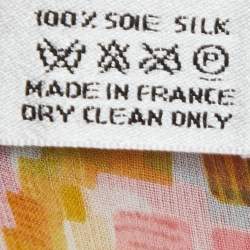 100% SOIE SILK
P
MADE IN FRANCE
DRY CLEAN ONLY